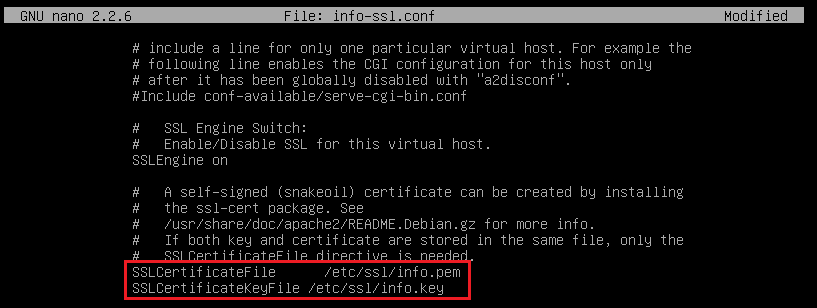 GNU nano 2.2.6 File: info-ssl.conf Modified
# include a line for only one particular virtual host. For example the
# following line enables the CGI configuration for this host only
# after it has been globally disabled with "a2disconf".
#Include conf-available/serve-cgi-bin.conf
#   SSL Engine Switch:
#   Enable/Disable SSL for this virtual host.
SSLEngine on
#   A self-signed (snakeoil) certificate can be created by installing
#   the ssl-cert package. See
#   /usr/share/doc/apache2/README.Debian.gz for more info.
#   If both key and certificate are stored in the same file, only the
#   SSLCertificateFile directive is needed.
SSLCertificateFile      /etc/ssl/info.pem
SSLCertificateKeyFile /etc/ssl/info.key